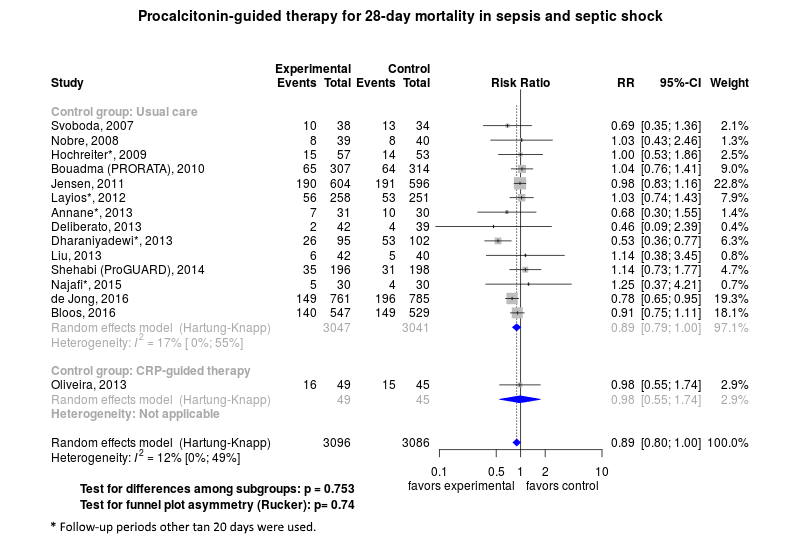 Procalcitonin-guided therapy for 28-day mortality in sepsis and septic shock
Experimental Control
Study Events Total Events Total Risk Ratio RR 95%-CI Weight
Control group: Usual care
Svoboda, 2007 10 38 13 34 0.69 [0.35; 1.36] 2.1%
Nobre, 2008 8 39 8 40 1.03 [0.43; 2.46] 1.3%
Hochreiter*, 2009 15 57 14 53 1.00 [0.53; 1.86] 2.5%
Bouadma (PRORATA), 2010 65 307 64 314 1.04 [0.76; 1.41] 9.0%
Jensen, 2011 190 604 191 596 0.98 [0.83; 1.16] 22.8%
Layios*, 2012 56 258 53 251 1.03 [0.74; 1.43] 7.9%
Annane*, 2013 7 31 10 30 0.68 [0.30; 1.55] 1.4%
Deliberato, 2013 2 42 4 39 0.46 [0.09; 2.39] 0.4%
Dharaniyadewi*, 2013 26 95 53 102 0.53 [0.36; 0.77] 6.3%
Liu, 2013 6 42 5 40 1.14 [0.38; 3.45] 0.8%
Shehabi (ProGUARD), 2014 35 196 31 198 1.14 [0.73; 1.77] 4.7%
Najafi*, 2015 5 30 4 30 1.25 [0.37; 4.21] 0.7%
de Jong, 2016 149 761 196 785 0.78 [0.65; 0.95] 19.3%
Bloos, 2016 140 547 149 529 0.91 [0.75; 1.11] 18.1%
Random effects model (Hartung-Knapp) 3047 3041 0.89 [0.79; 1.00] 97.1%
Heterogeneity: I² = 17% [ 0%; 55%]
Control group: CRP-guided therapy
Oliveira, 2013 16 49 15 45 0.98 [0.55; 1.74] 2.9%
Random effects model (Hartung-Knapp) 49 45 0.98 [0.55; 1.74] 2.9%
Heterogeneity: Not applicable
Random effects model (Hartung-Knapp) 3096 3086 0.89 [0.80; 1.00] 100.0%
Heterogeneity: I² = 12% [0%; 49%]
0.1 0.5 1 2 10
favors experimental favors control
Test for differences among subgroups: p = 0.753
Test for funnel plot asymmetry (Rucker): p= 0.74
* Follow-up periods other tan 20 days were used.